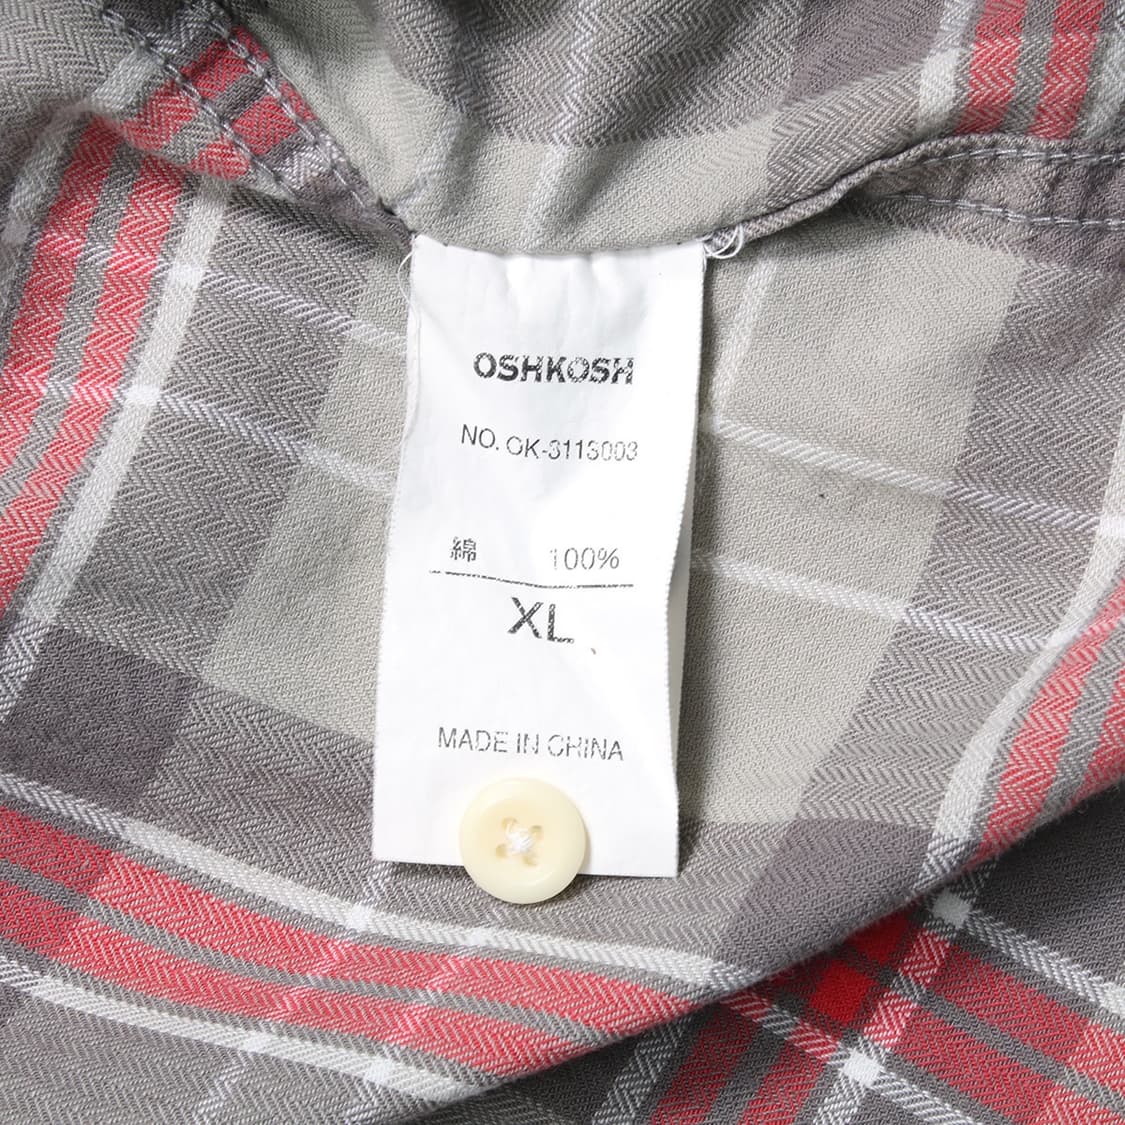 OSHKOSH
NO. OK-3113003
綿 100%
XL
MADE IN CHINA